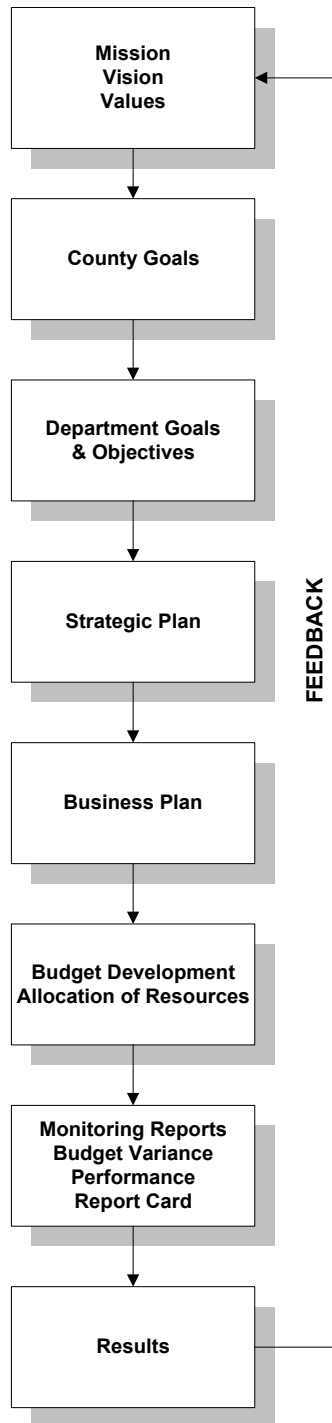 Mission
Vision
Values
County Goals
Department Goals
& Objectives
Strategic Plan
FEEDBACK
Business Plan
Budget Development
Allocation of Resources
Monitoring Reports
Budget Variance
Performance
Report Card
Results